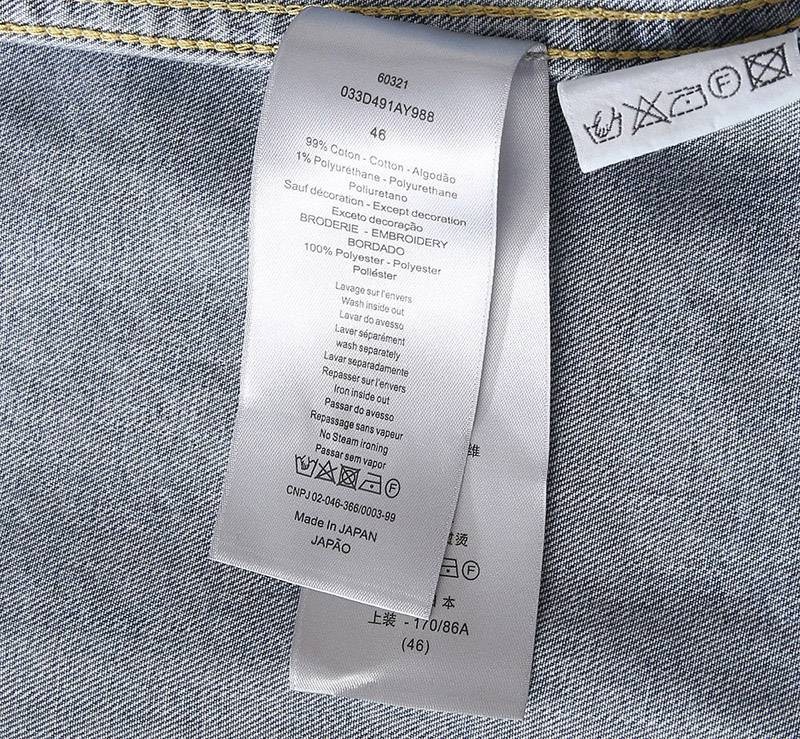 60321
033D491AY988
46
99% Coton - Cotton - Algodão
1% Polyuréthane - Polyurethane
Poliuretano
Sauf décoration - Except decoration
Exceto decoração
BRODERIE - EMBROIDERY
BORDADO
100% Polyester - Polyester
Poliéster
Lavage sur l'envers
Wash inside out
Lavar do avesso
Laver séparément
wash separately
Lavar separadamente
Repasser sur l'envers
Iron inside out
Passar do avesso
Repassage sans vapeur
No Steam ironing
Passar sem vapor
F
CNPJ 02-046-366/0003-99
Made In JAPAN
JAPÃO
维
烫
F
本
上装 - 170/86A
(46)
F